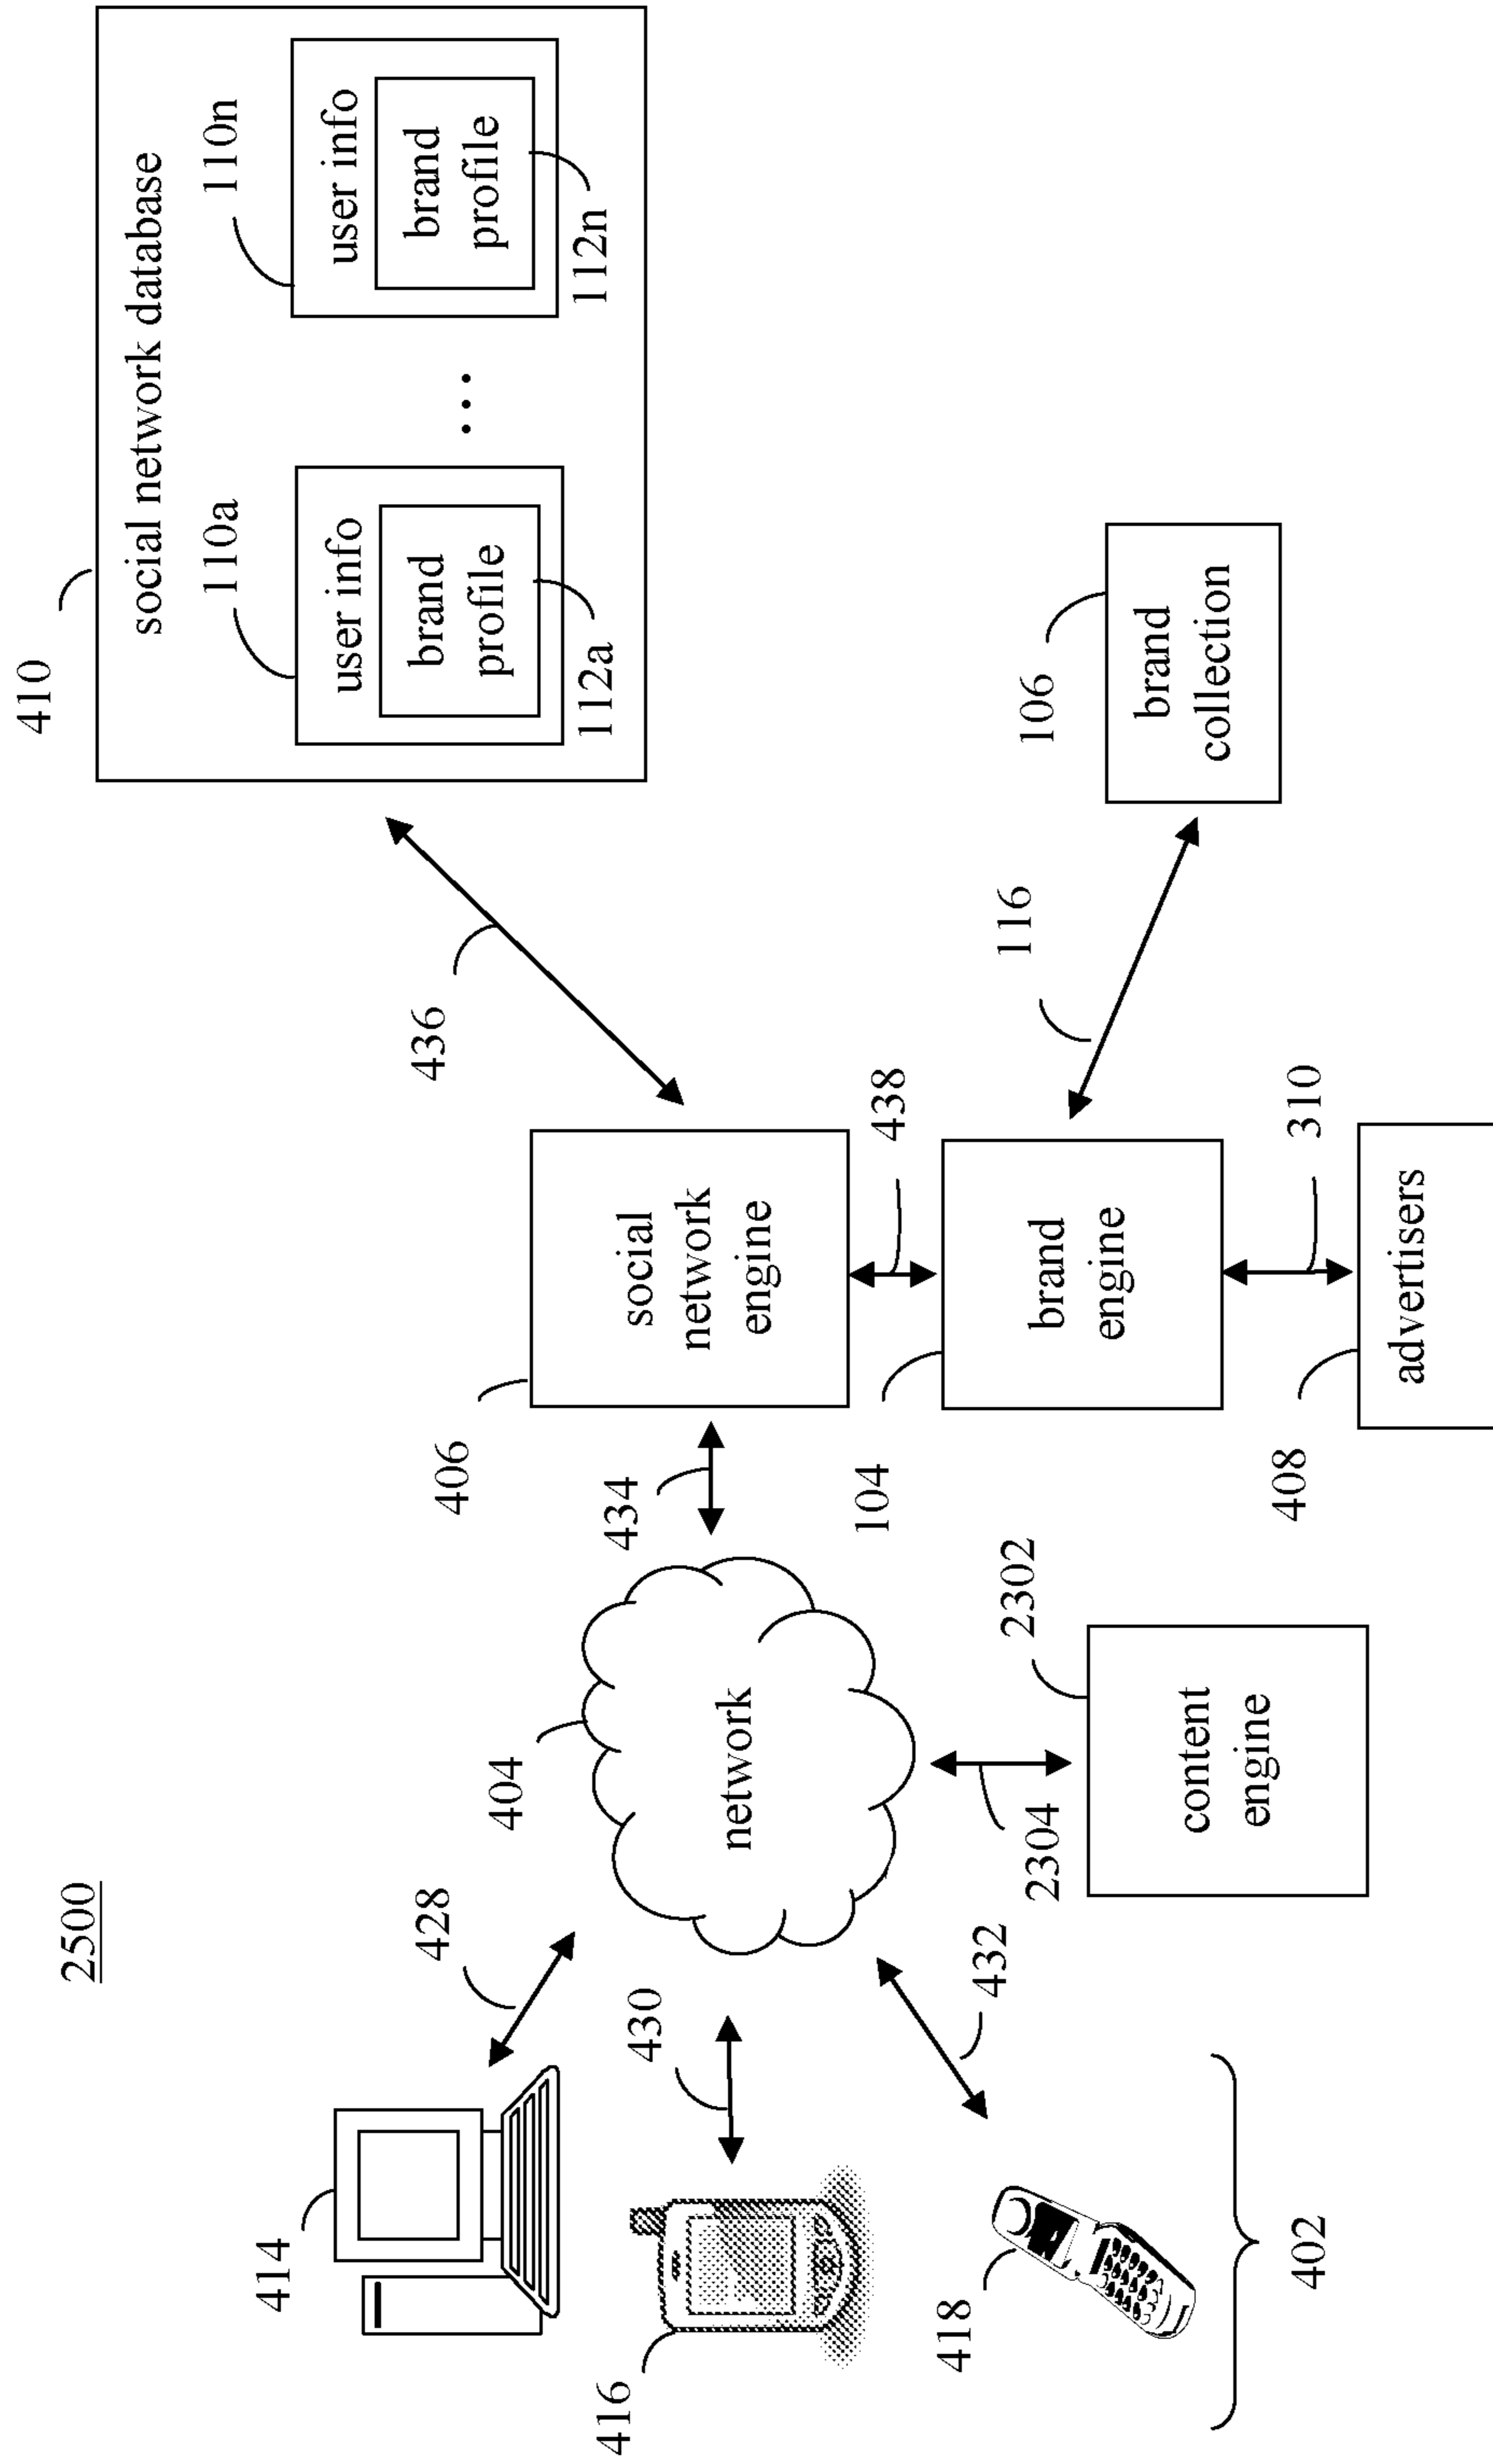 2500
410
social network database
110a
110n
user info
brand
profile
112a
user info
brand
profile
112n
...
414
428
436
404
406
social
network
engine
416
430
network
434
438
106
brand
collection
116
104
brand
engine
418
432
2304
2302
content
engine
310
408
advertisers
402